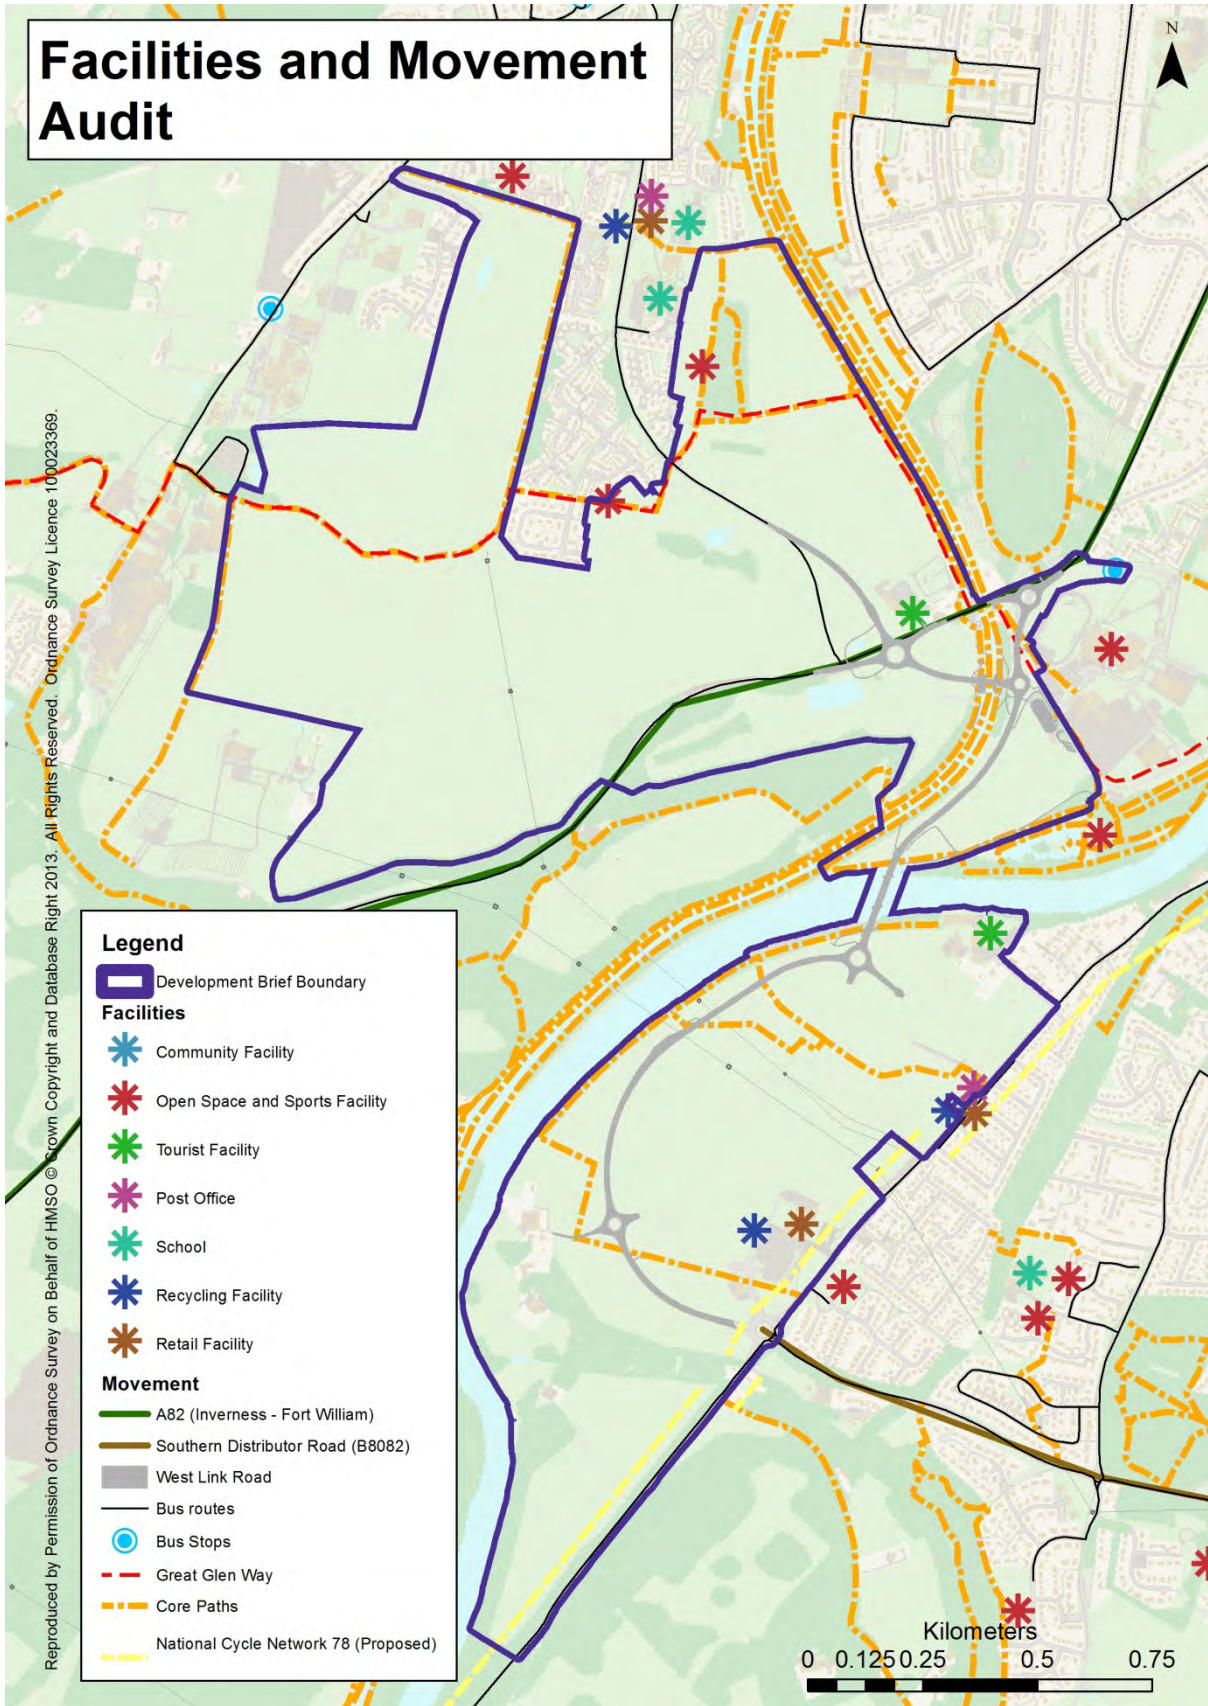 Facilities and Movement
Audit
N
Reproduced by Permission of Ordnance Survey on Behalf of HMSO © Crown Copyright and Database Right 2013. All Rights Reserved. Ordnance Survey Licence 100023369.
Legend
Development Brief Boundary
Facilities
Community Facility
Open Space and Sports Facility
Tourist Facility
Post Office
School
Recycling Facility
Retail Facility
Movement
A82 (Inverness - Fort William)
Southern Distributor Road (B8082)
West Link Road
Bus routes
Bus Stops
Great Glen Way
Core Paths
National Cycle Network 78 (Proposed)
Kilometers
0 0.125 0.25 0.5 0.75